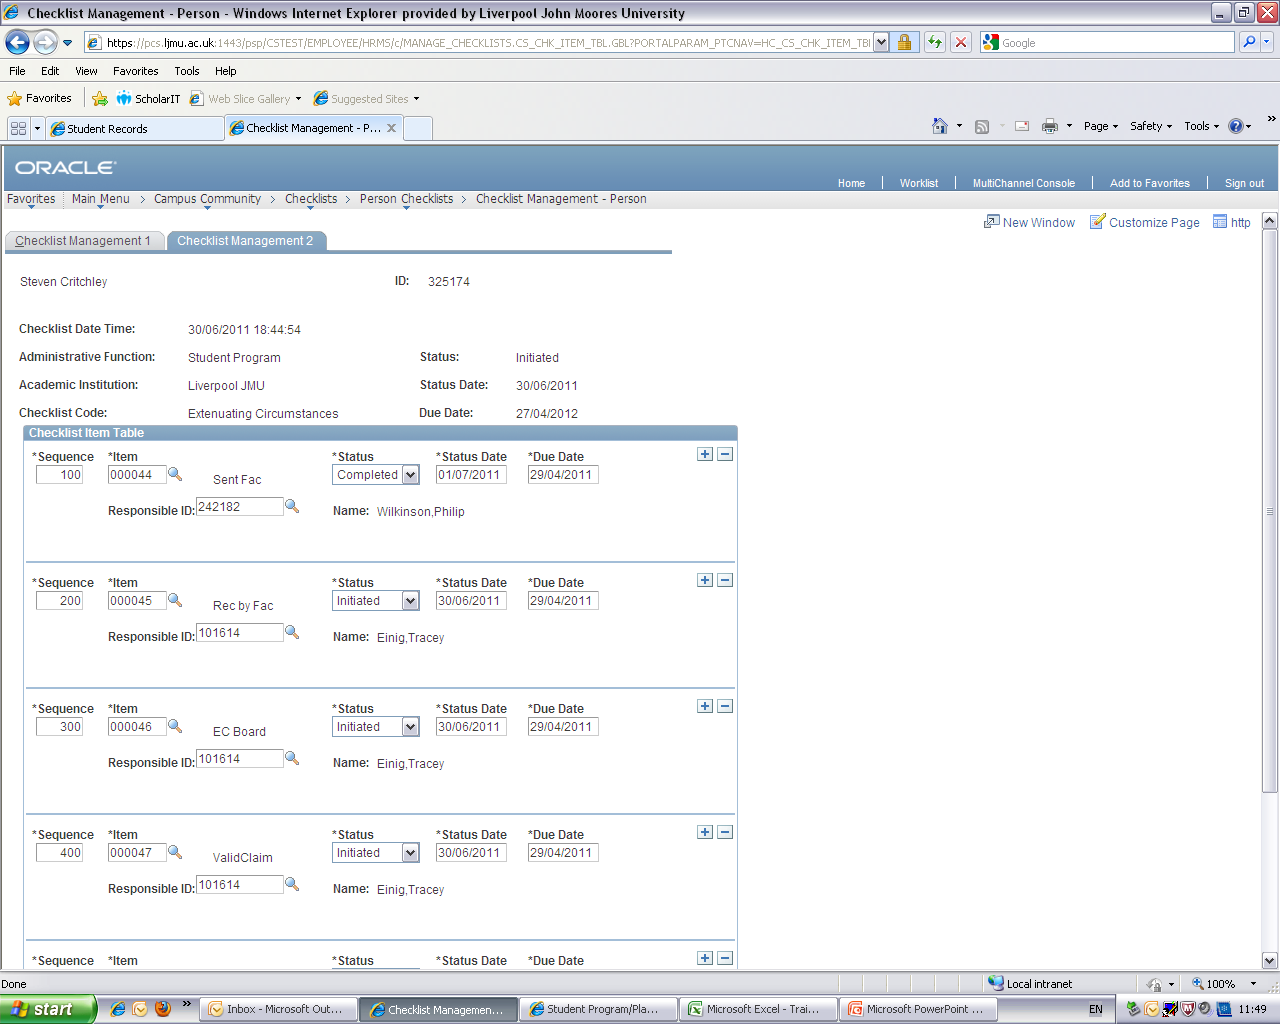 Checklist Management - Person - Windows Internet Explorer provided by Liverpool John Moores University
https://pcs.ljmu.ac.uk:1443/psp/CSTEST/EMPLOYEE/HRMS/c/MANAGE_CHECKLISTS.CS_CHK_ITEM_TBL.GBL?PORTALPARAM_PTCNAV=HC_CS_CHK_ITEM_TBL Google
File Edit View Favorites Tools Help
Favorites ScholarIT Web Slice Gallery Suggested Sites
Student Records Checklist Management - P... Page Safety Tools »
ORACLE
Home Worklist MultiChannel Console Add to Favorites Sign out
Favorites Main Menu > Campus Community > Checklists > Person Checklists > Checklist Management - Person
New Window Customize Page http
Checklist Management 1 Checklist Management 2
Steven Critchley ID: 325174
Checklist Date Time: 30/06/2011 18:44:54
Administrative Function: Student Program Status: Initiated
Academic Institution: Liverpool JMU Status Date: 30/06/2011
Checklist Code: Extenuating Circumstances Due Date: 27/04/2012
Checklist Item Table
*Sequence *Item *Status *Status Date *Due Date
100 000044 Sent Fac Completed 01/07/2011 29/04/2011
Responsible ID: 242182 Name: Wilkinson,Philip
*Sequence *Item *Status *Status Date *Due Date
200 000045 Rec by Fac Initiated 30/06/2011 29/04/2011
Responsible ID: 101614 Name: Einig,Tracey
*Sequence *Item *Status *Status Date *Due Date
300 000046 EC Board Initiated 30/06/2011 29/04/2011
Responsible ID: 101614 Name: Einig,Tracey
*Sequence *Item *Status *Status Date *Due Date
400 000047 ValidClaim Initiated 30/06/2011 29/04/2011
Responsible ID: 101614 Name: Einig,Tracey
*Sequence *Item *Status *Status Date *Due Date
Done Local intranet 100%
start » Inbox - Microsoft Out... Checklist Managemen... Student Program/Pla... Microsoft Excel - Trai... Microsoft PowerPoint ... EN 11:49